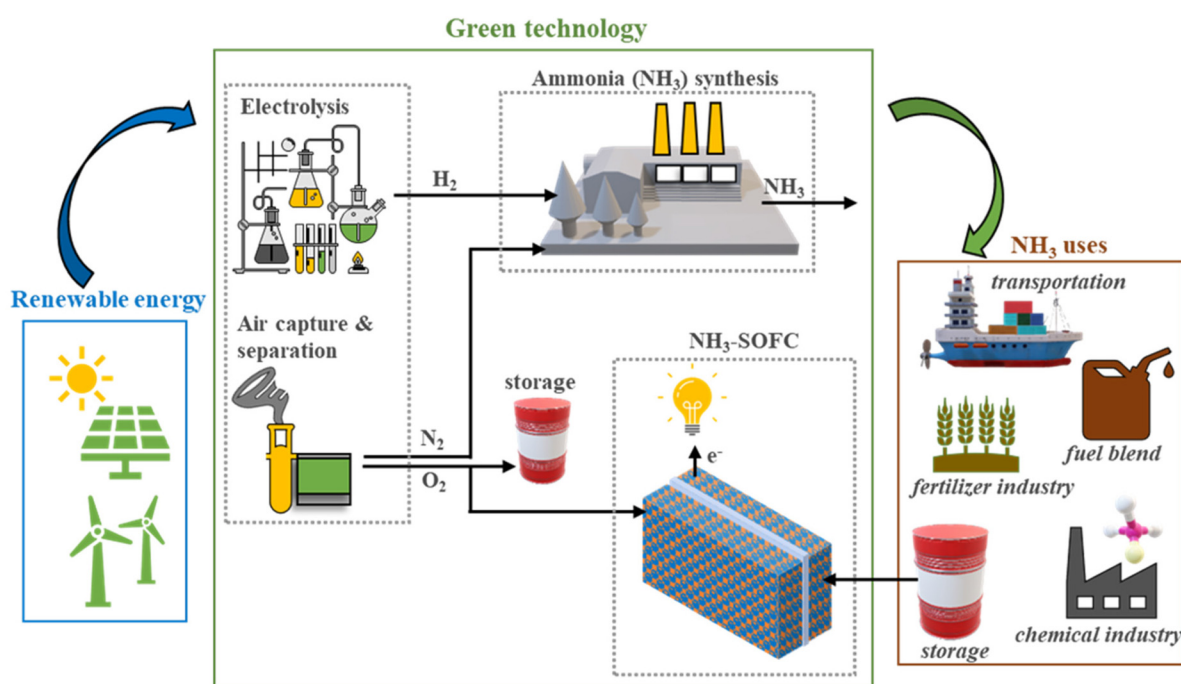 Green technology
Electrolysis
Ammonia (NH₃) synthesis
H₂
NH₃
Renewable energy
NH₃ uses
transportation
Air capture &
separation
storage
NH₃-SOFC
N₂
O₂
e⁻
fuel blend
fertilizer industry
chemical industry
storage